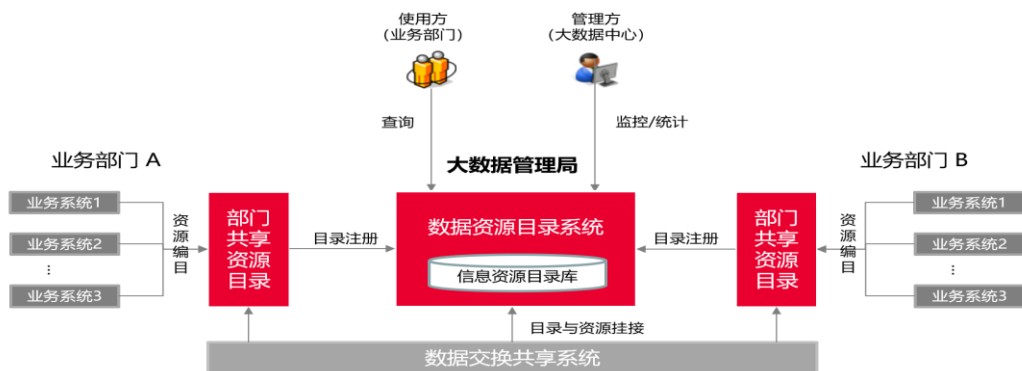 使用方
(业务部门)
管理方
(大数据中心)
查询
监控/统计
业务部门 A
大数据管理局
业务部门 B
业务系统1
业务系统2
...
业务系统3
资源编目
部门
共享
资源
目录
目录注册
数据资源目录系统
信息资源目录库
目录注册
部门
共享
资源
目录
资源编目
业务系统1
业务系统2
...
业务系统3
目录与资源挂接
数据交换共享系统